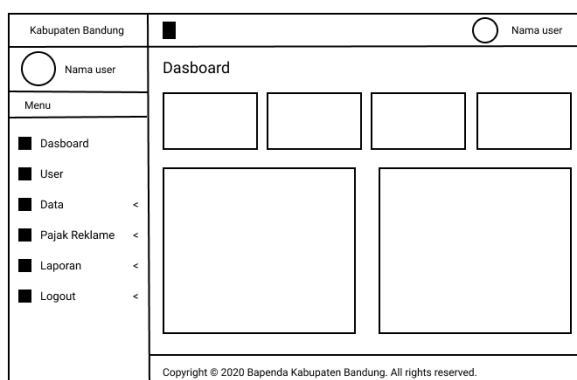 Kabupaten Bandung
Nama user
Nama user
Menu
Dasboard
User
Data <
Pajak Reklame <
Laporan <
Logout <
Dasboard
Copyright © 2020 Bapenda Kabupaten Bandung. All rights reserved.